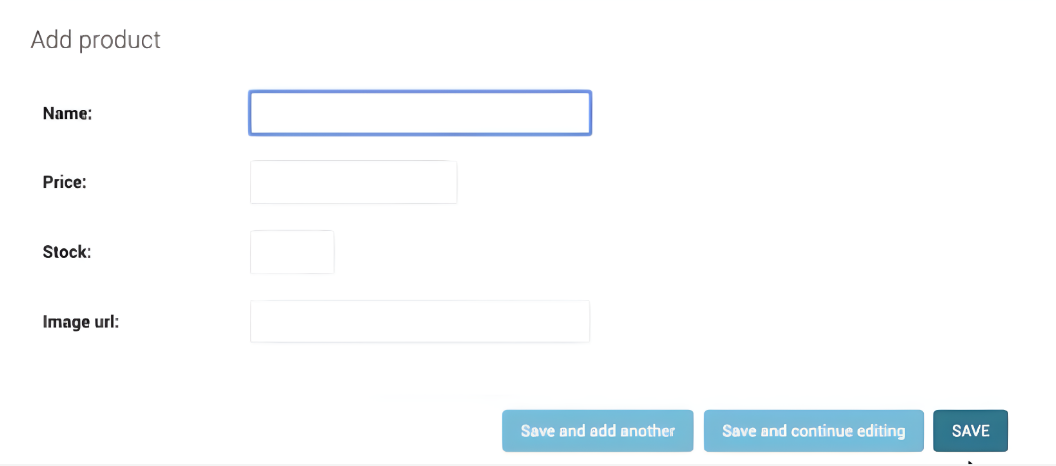 Add product
Name:
Price:
Stock:
Image url:
Save and add another Save and continue editing SAVE